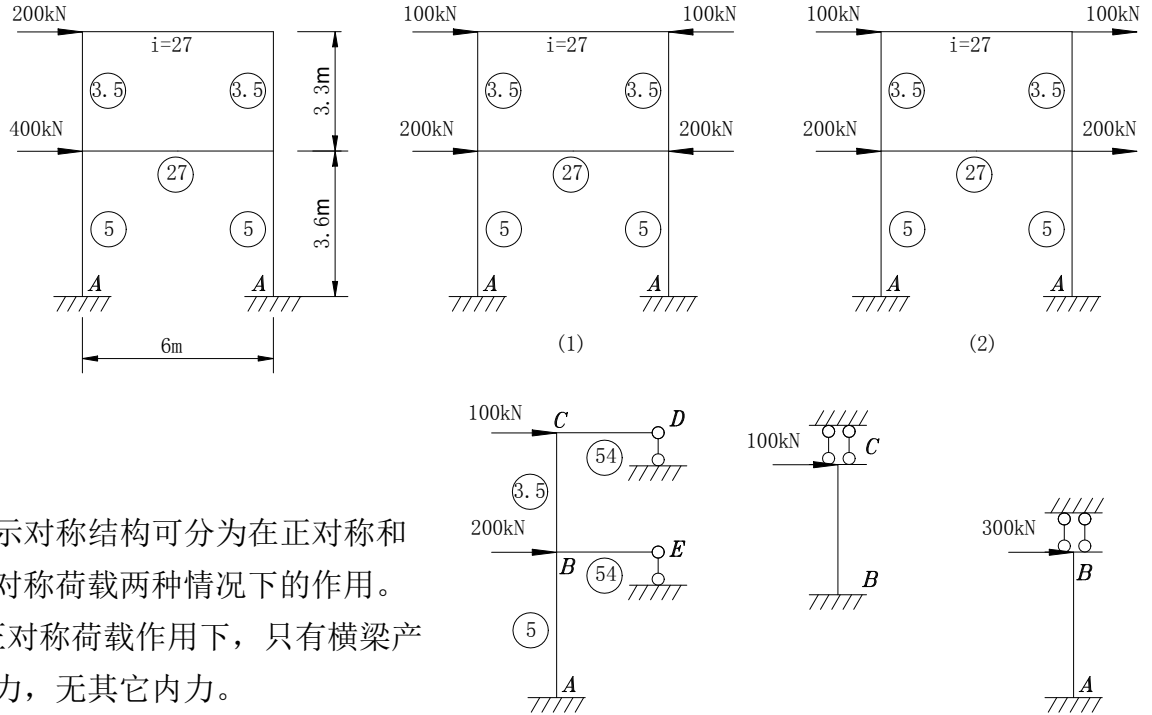 200kN
i=27
3.5
3.5
3.3m
400kN
27
3.6m
5
5
A
A
6m
100kN
100kN
i=27
3.5
3.5
200kN
200kN
27
5
5
A
A
(1)
100kN
100kN
i=27
3.5
3.5
200kN
200kN
27
5
5
A
A
(2)
100kN
C
D
54
3.5
200kN
B
E
54
5
A
100kN
C
B
300kN
B
A
示对称结构可分为在正对称和
对称荷载两种情况下的作用。
正对称荷载作用下，只有横梁产
力，无其它内力。